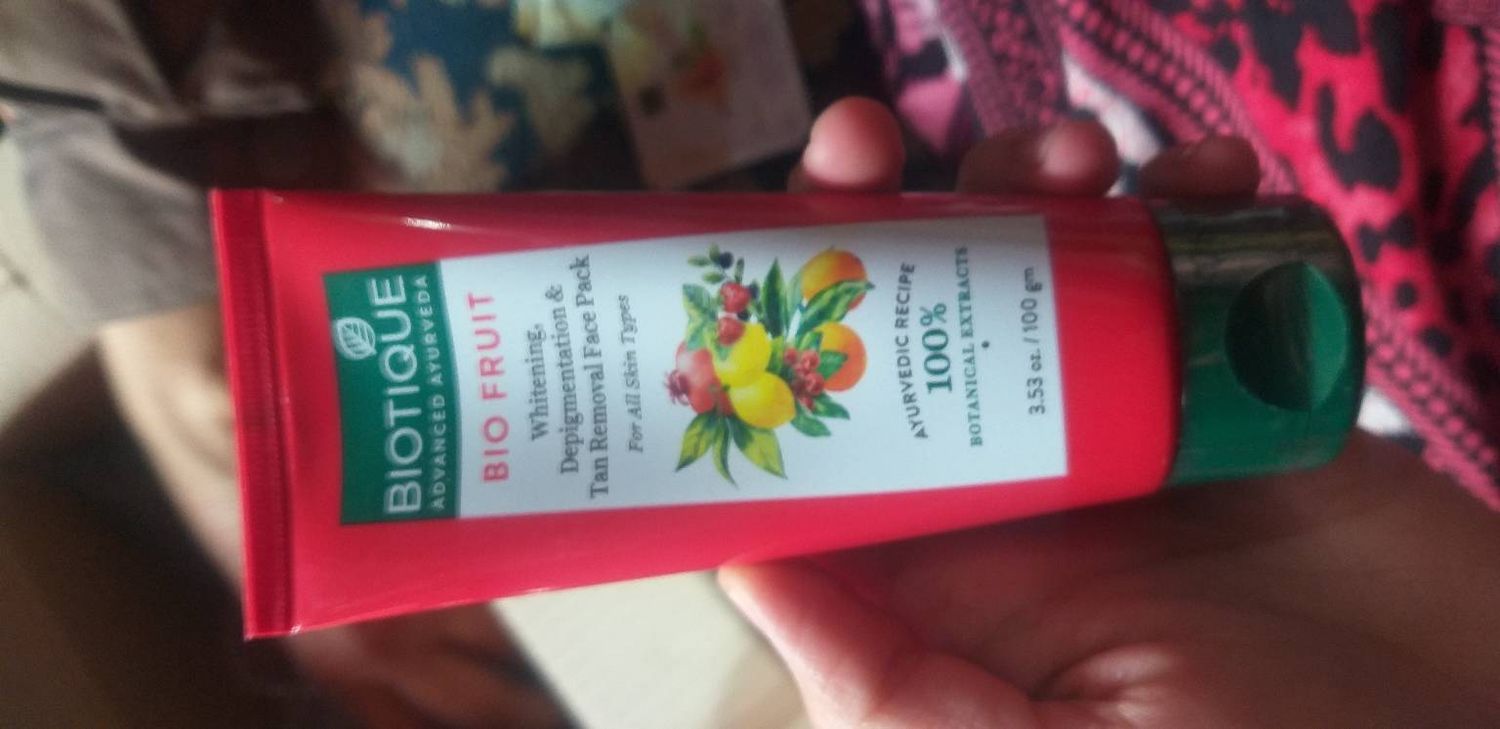 BIOTIQUE
ADVANCED AYURVEDA
BIO FRUIT
Whitening,
Depigmentation &
Tan Removal Face Pack
For All Skin Types
AYURVEDIC RECIPE
100%
BOTANICAL EXTRACTS
3.53 oz. / 100 gm